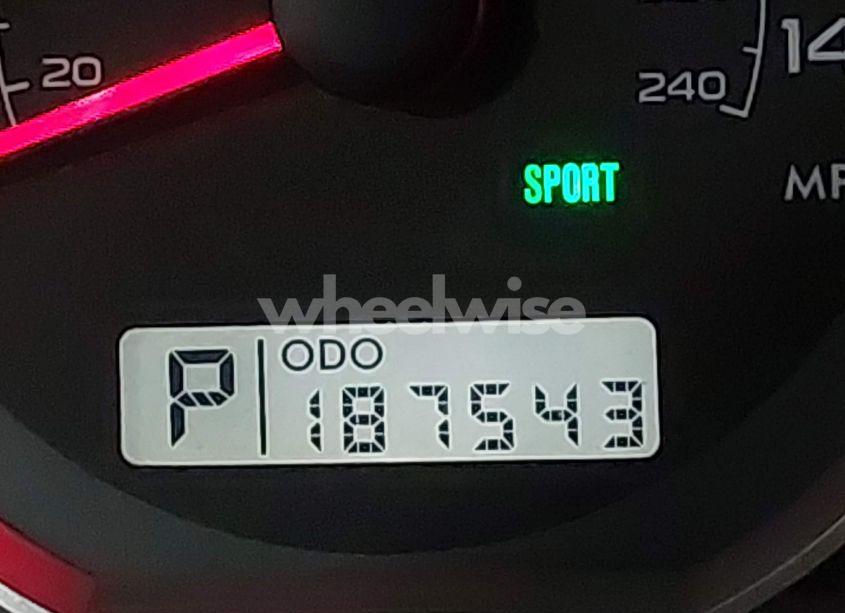 20
240
14
SPORT
MP
wheelwise
P
ODO
187543